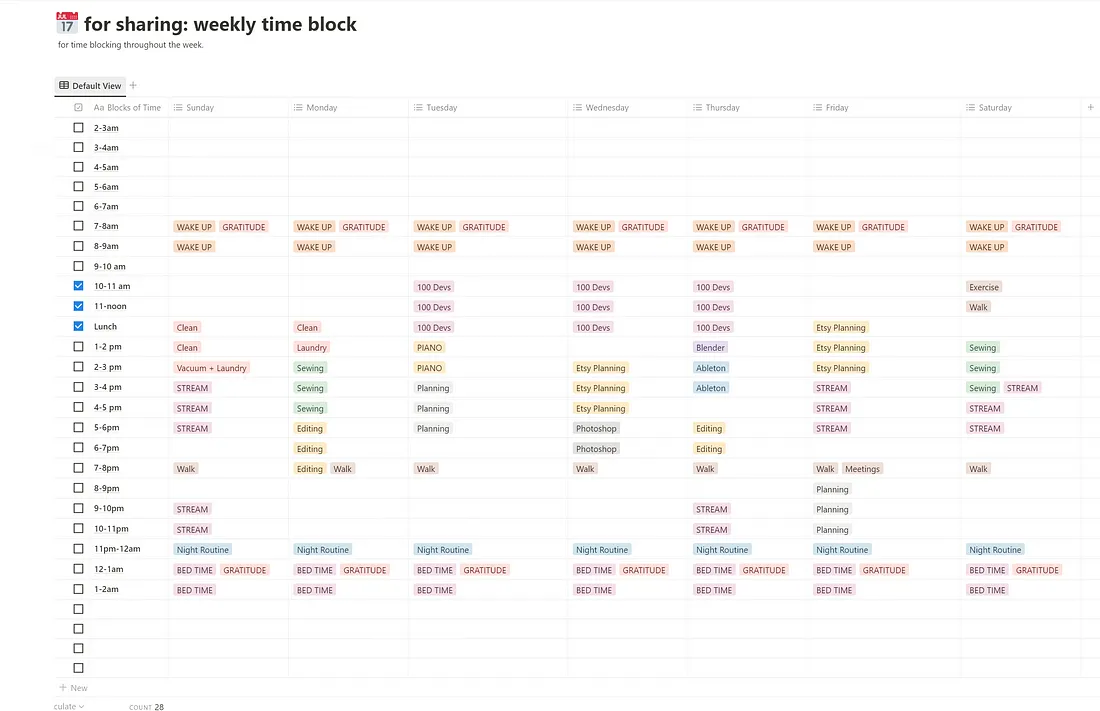 JUL 17 for sharing: weekly time block
for time blocking throughout the week.
Default View +
Aa Blocks of Time Sunday Monday Tuesday Wednesday Thursday Friday Saturday +
2-3am
3-4am
4-5am
5-6am
6-7am
7-8am WAKE UP GRATITUDE WAKE UP GRATITUDE WAKE UP GRATITUDE WAKE UP GRATITUDE WAKE UP GRATITUDE WAKE UP GRATITUDE WAKE UP GRATITUDE
8-9am WAKE UP WAKE UP WAKE UP WAKE UP WAKE UP WAKE UP WAKE UP
9-10 am
10-11 am 100 Devs 100 Devs 100 Devs Exercise
11-noon 100 Devs 100 Devs 100 Devs Walk
Lunch Clean Clean 100 Devs 100 Devs 100 Devs Etsy Planning
1-2 pm Clean Laundry PIANO Blender Etsy Planning Sewing
2-3 pm Vacuum + Laundry Sewing PIANO Etsy Planning Ableton Etsy Planning Sewing
3-4 pm STREAM Sewing Planning Etsy Planning Ableton STREAM Sewing STREAM
4-5 pm STREAM Sewing Planning Etsy Planning STREAM STREAM
5-6pm STREAM Editing Planning Photoshop Editing STREAM STREAM
6-7pm Editing Photoshop Editing
7-8pm Walk Editing Walk Walk Walk Walk Walk Meetings Walk
8-9pm Planning
9-10pm STREAM STREAM Planning
10-11pm STREAM STREAM Planning
11pm-12am Night Routine Night Routine Night Routine Night Routine Night Routine Night Routine Night Routine
12-1am BED TIME GRATITUDE BED TIME GRATITUDE BED TIME GRATITUDE BED TIME GRATITUDE BED TIME GRATITUDE BED TIME GRATITUDE BED TIME GRATITUDE
1-2am BED TIME BED TIME BED TIME BED TIME BED TIME BED TIME BED TIME
+ New
culate COUNT 28